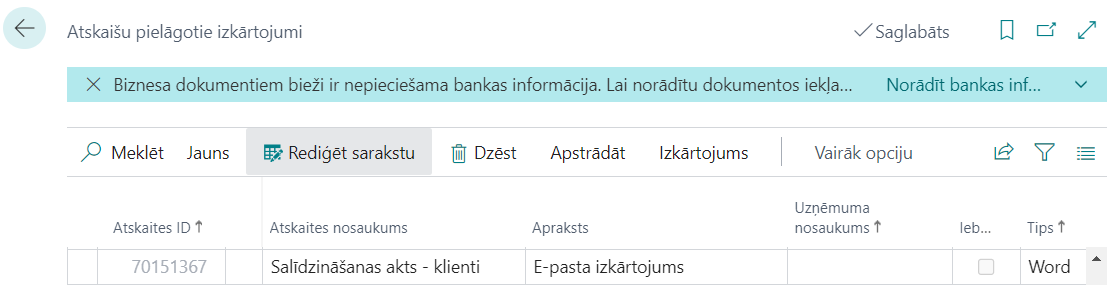 Atskaišu pielāgotie izkārtojumi Saglabāts
Biznesa dokumentiem bieži ir nepieciešama bankas informācija. Lai norādītu dokumentos iekļa... Norādīt bankas inf...
Meklēt Jauns Rediģēt sarakstu Dzēst Apstrādāt Izkārtojums Vairāk opciju
Atskaites ID↑ Atskaites nosaukums Apraksts Uzņēmuma nosaukums↑ Ieb... Tips↑
70151367 Salīdzināšanas akts - klienti E-pasta izkārtojums Word